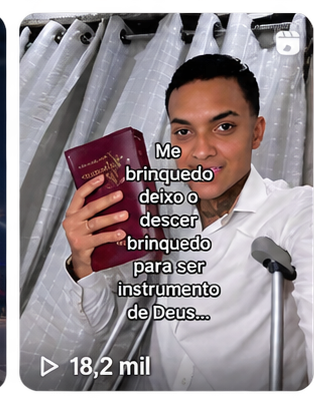 Me
brinquedo
deixo o
descer
brinquedo
para ser
instrumento
de Deus...
18,2 mil